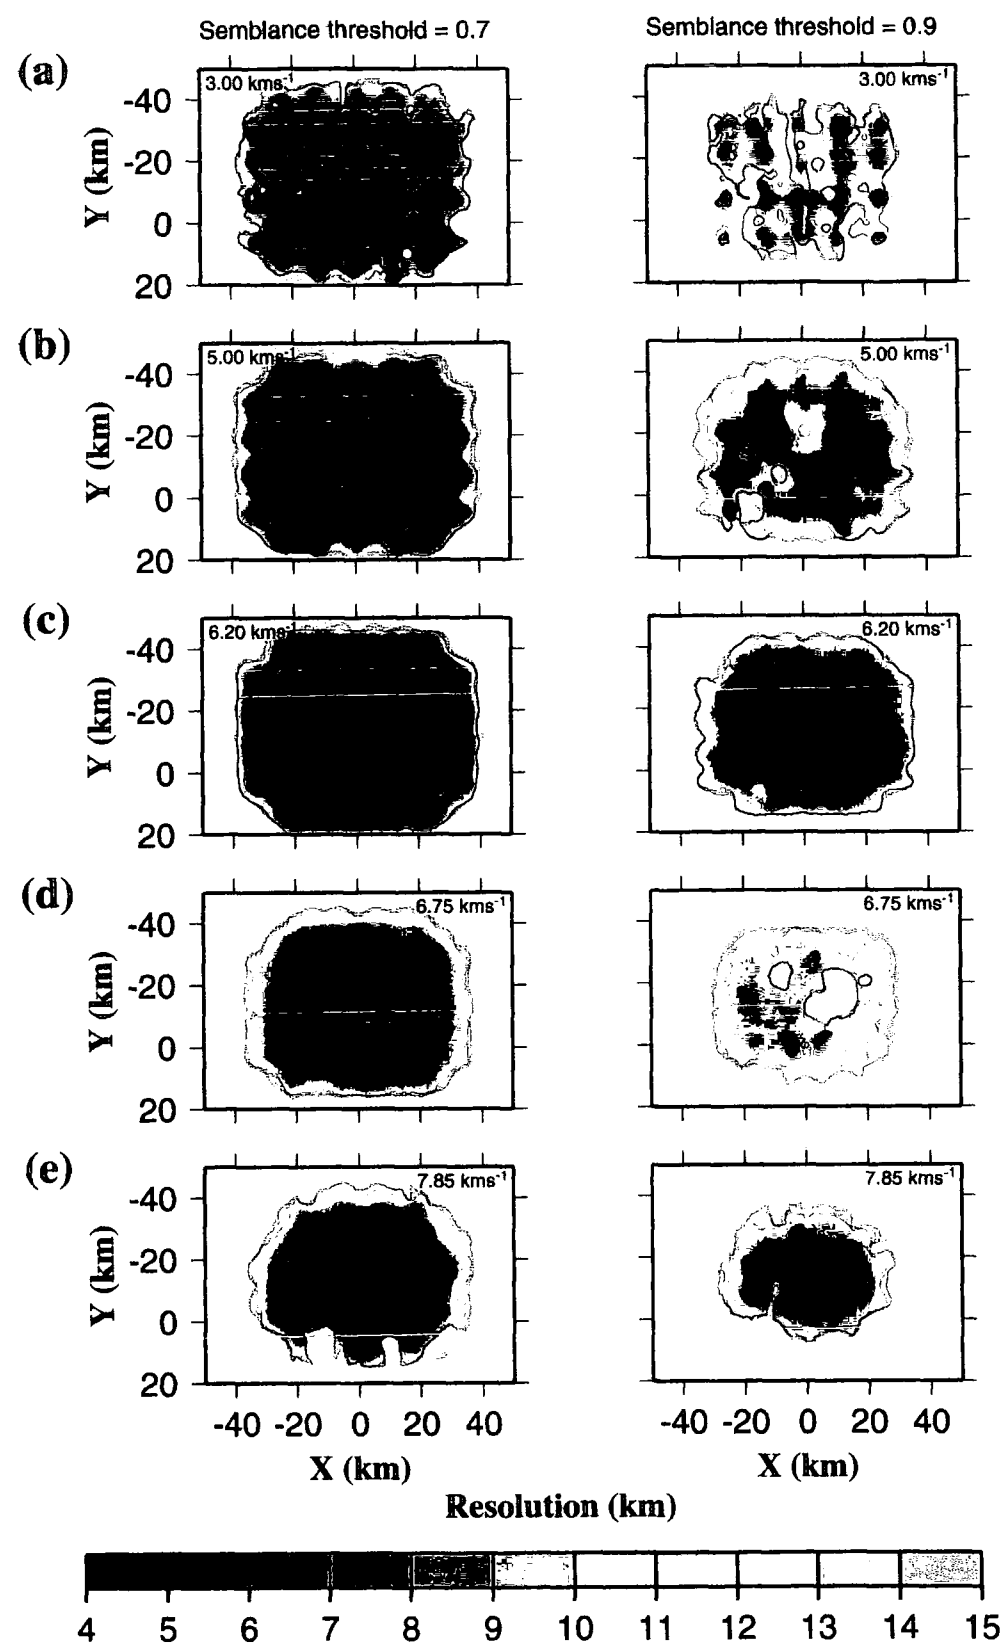 Semblance threshold = 0.7
Semblance threshold = 0.9
(a)
3.00 kms-1
3.00 kms-1
Y (km)
-40
-20
0
20
(b)
5.00 kms-1
5.00 kms-1
Y (km)
-40
-20
0
20
(c)
6.20 kms-1
6.20 kms-1
Y (km)
-40
-20
0
20
(d)
6.75 kms-1
6.75 kms-1
Y (km)
-40
-20
0
20
(e)
7.85 kms-1
7.85 kms-1
Y (km)
-40
-20
0
20
-40 -20 0 20 40
-40 -20 0 20 40
X (km)
X (km)
Resolution (km)
4 5 6 7 8 9 10 11 12 13 14 15